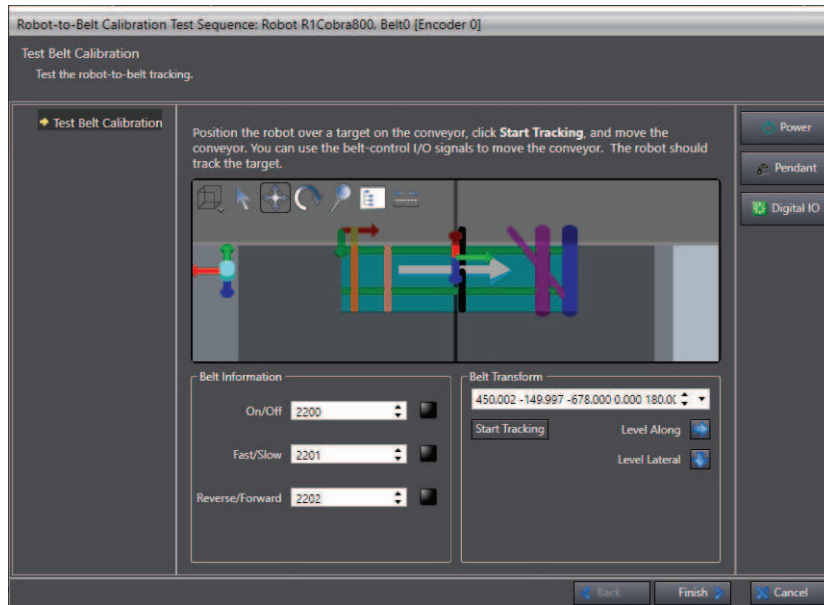 Robot-to-Belt Calibration Test Sequence: Robot R1Cobra800, Belt0 [Encoder 0]
Test Belt Calibration
Test the robot-to-belt tracking.
Test Belt Calibration
Position the robot over a target on the conveyor, click Start Tracking, and move the
conveyor. You can use the belt-control I/O signals to move the conveyor. The robot should
track the target.
Power
Pendant
Digital IO
Belt Information
On/Off 2200
Fast/Slow 2201
Reverse/Forward 2202
Belt Transform
450.002 -149.997 -678.000 0.000 180.00
Start Tracking
Level Along
Level Lateral
Back
Finish
Cancel